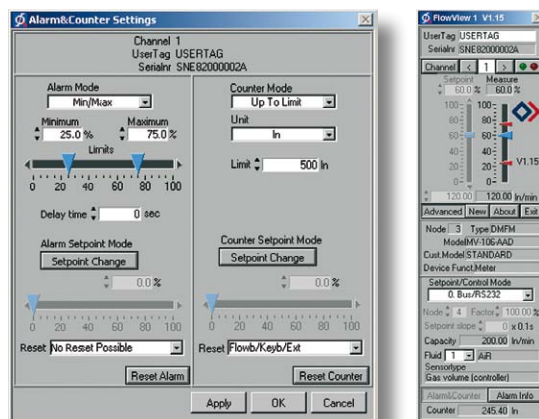 Alarm&Counter Settings
Channel 1
UserTag USERTAG
Serialnr SNE82000002A
Alarm Mode
Min/Max
Minimum Maximum
25.0 % 75.0 %
Limits
0 20 40 60 80 100
Delay time 0 sec
Alarm Setpoint Mode
Setpoint Change
0.0 %
0 20 40 60 80 100
Reset No Reset Possible
Reset Alarm
Counter Mode
Up To Limit
Unit
ln
Limit 500 ln
Counter Setpoint Mode
Setpoint Change
0.0 %
0 20 40 60 80 100
Reset Flowb/Keyb/Ext
Reset Counter
Apply OK Cancel
FlowView 1 V1.15
UserTag USERTAG
Serialnr SNE82000002A
Channel < 1 >
Setpoint Measure
60.0 % 60.0 %
100 100
80 80
60 60
40 40
20 20
0 0
V1.15
120.00 120.00 ln/min
Advanced New About Exit
Node 3 Type DMFM
Model MV-106-AAD
Cust.Model STANDARD
Device Funct. Meter
Setpoint/Control Mode
0. Bus/RS232
Node 4 Factor 100.00 %
Setpoint slope 0 x 0.1s
Capacity 200.00 ln/min
Fluid 1 AiR
Sensortype
Gas volume (controller)
Alarm&Counter Alarm Info
Counter 245.40 ln